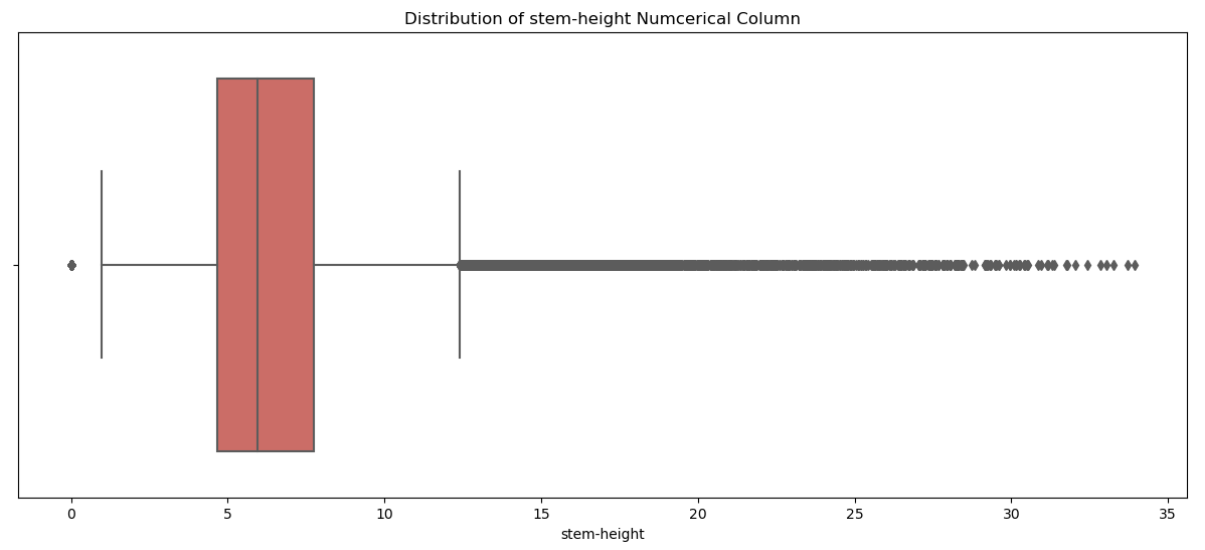 Distribution of stem-height Numcerical Column
0 5 10 15 20 25 30 35
stem-height